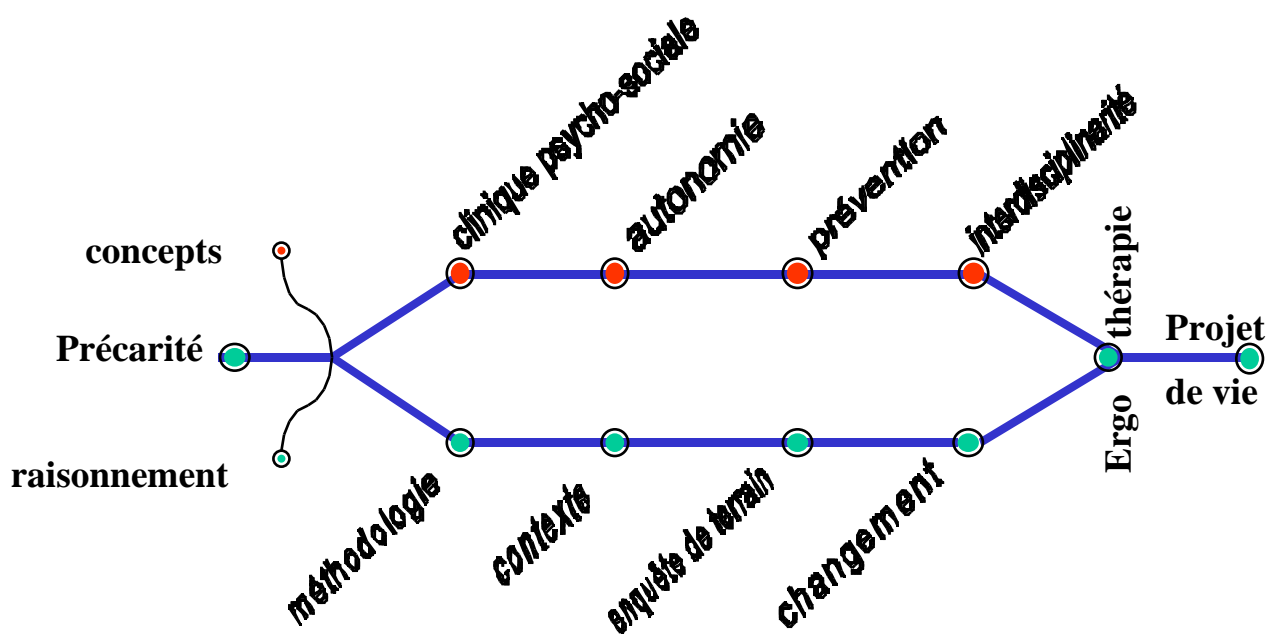 clinique psycho-sociale
autonomie
prévention
interdisciplinarité
concepts
Précarité
raisonnement
méthodologie
contexte
enquête de terrain
changement
Ergo thérapie
Projet
de vie